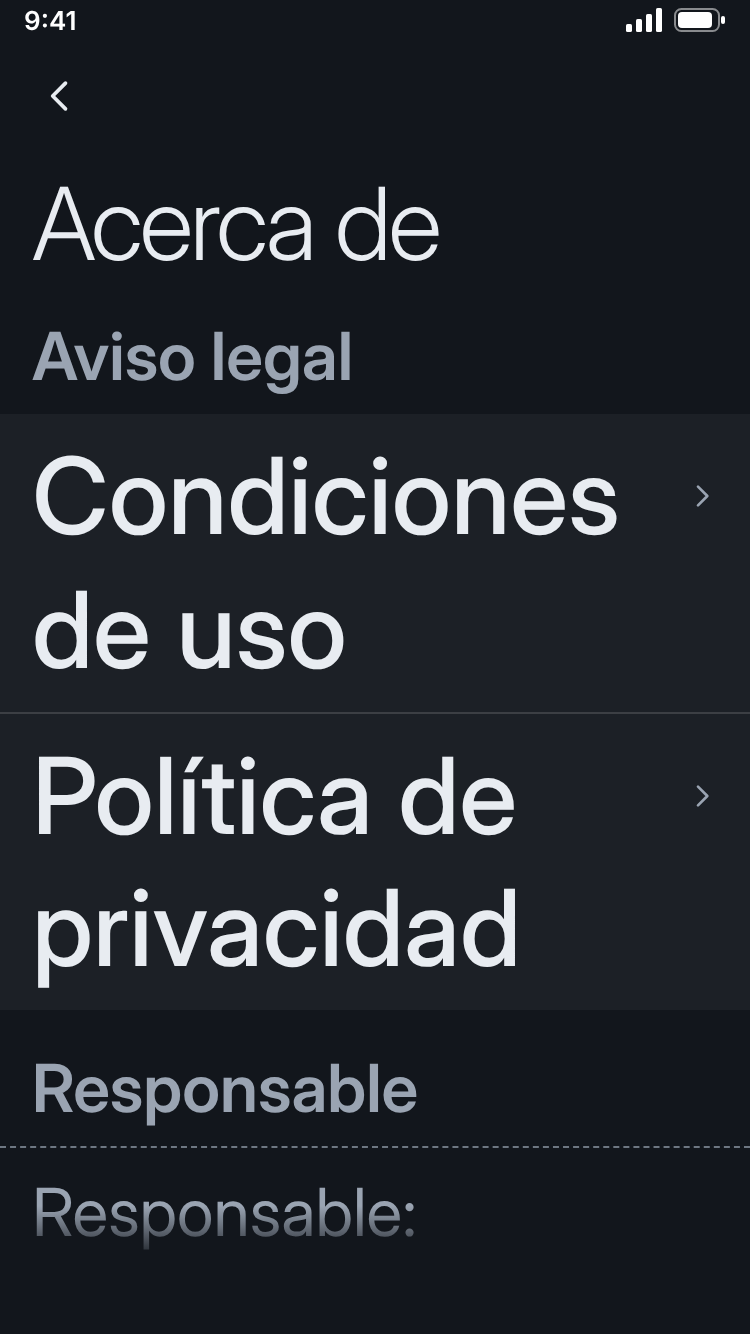 9:41
Acerca de
Aviso legal
Condiciones
de uso
Política de
privacidad
Responsable
Responsable: